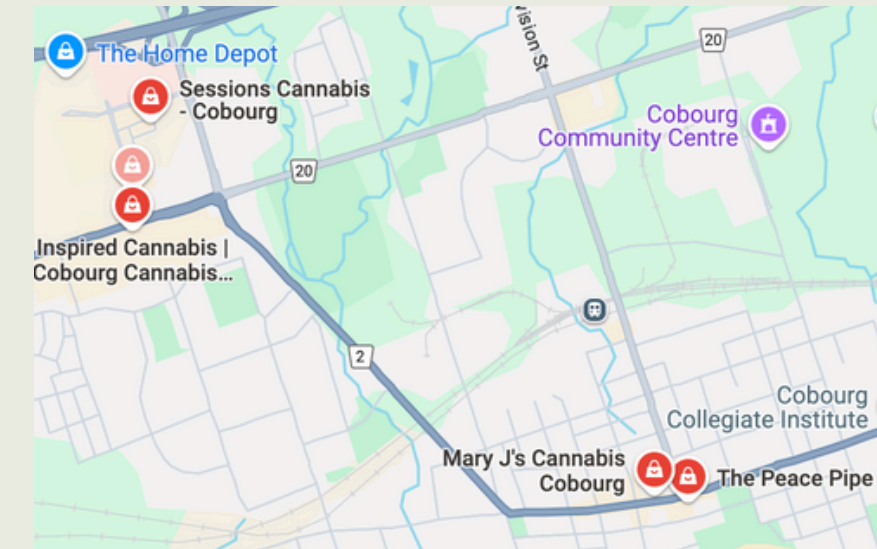 The Home Depot
Sessions Cannabis
- Cobourg
20
ision St
Cobourg
Community Centre
20
Inspired Cannabis |
Cobourg Cannabis...
2
Cobourg
Collegiate Institute
Mary J's Cannabis
Cobourg
The Peace Pipe